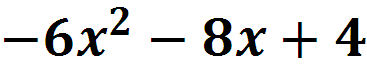 −6x² − 8x + 4